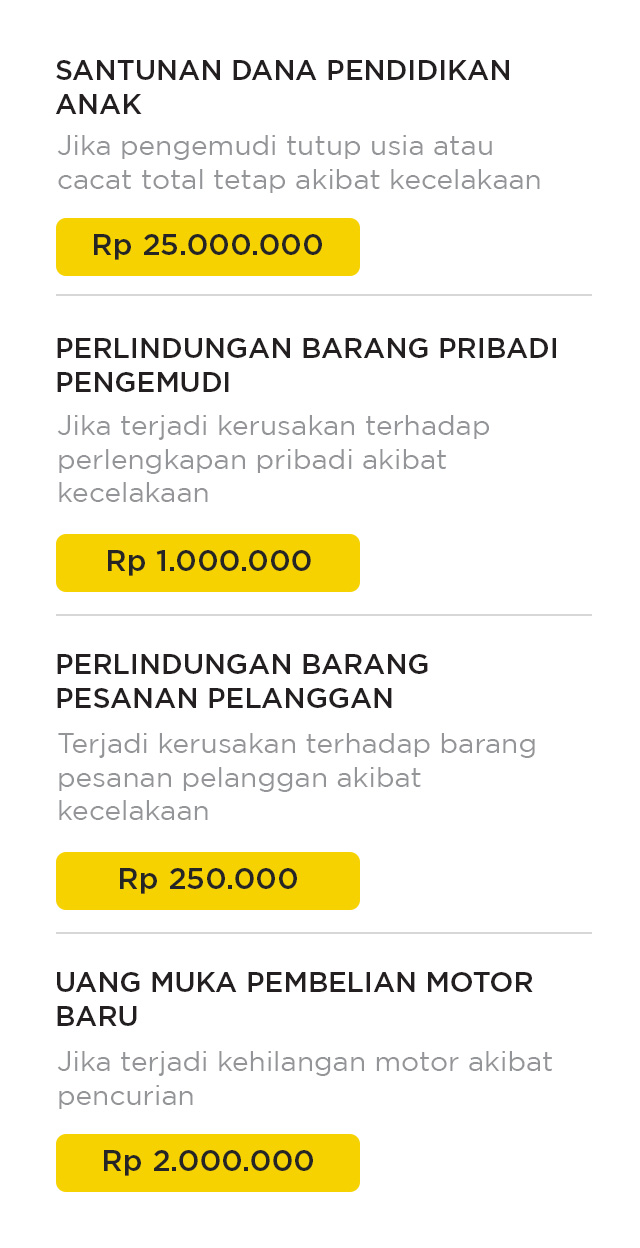 SANTUNAN DANA PENDIDIKAN
ANAK
Jika pengemudi tutup usia atau
cacat total tetap akibat kecelakaan
Rp 25.000.000
PERLINDUNGAN BARANG PRIBADI
PENGEMUDI
Jika terjadi kerusakan terhadap
perlengkapan pribadi akibat
kecelakaan
Rp 1.000.000
PERLINDUNGAN BARANG
PESANAN PELANGGAN
Terjadi kerusakan terhadap barang
pesanan pelanggan akibat
kecelakaan
Rp 250.000
UANG MUKA PEMBELIAN MOTOR
BARU
Jika terjadi kehilangan motor akibat
pencurian
Rp 2.000.000